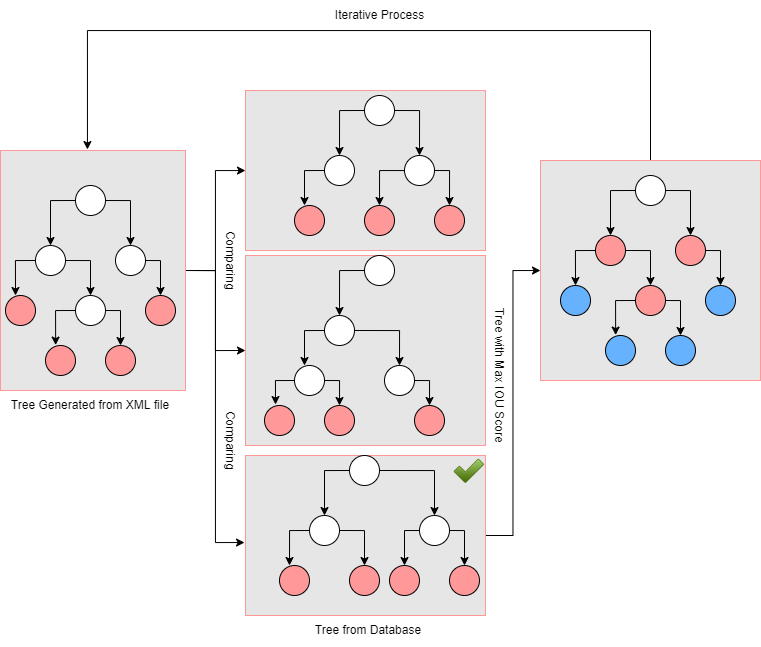 Iterative Process
Comparing
Tree Generated from XML file
Comparing
Tree with Max IOU Score
Tree from Database